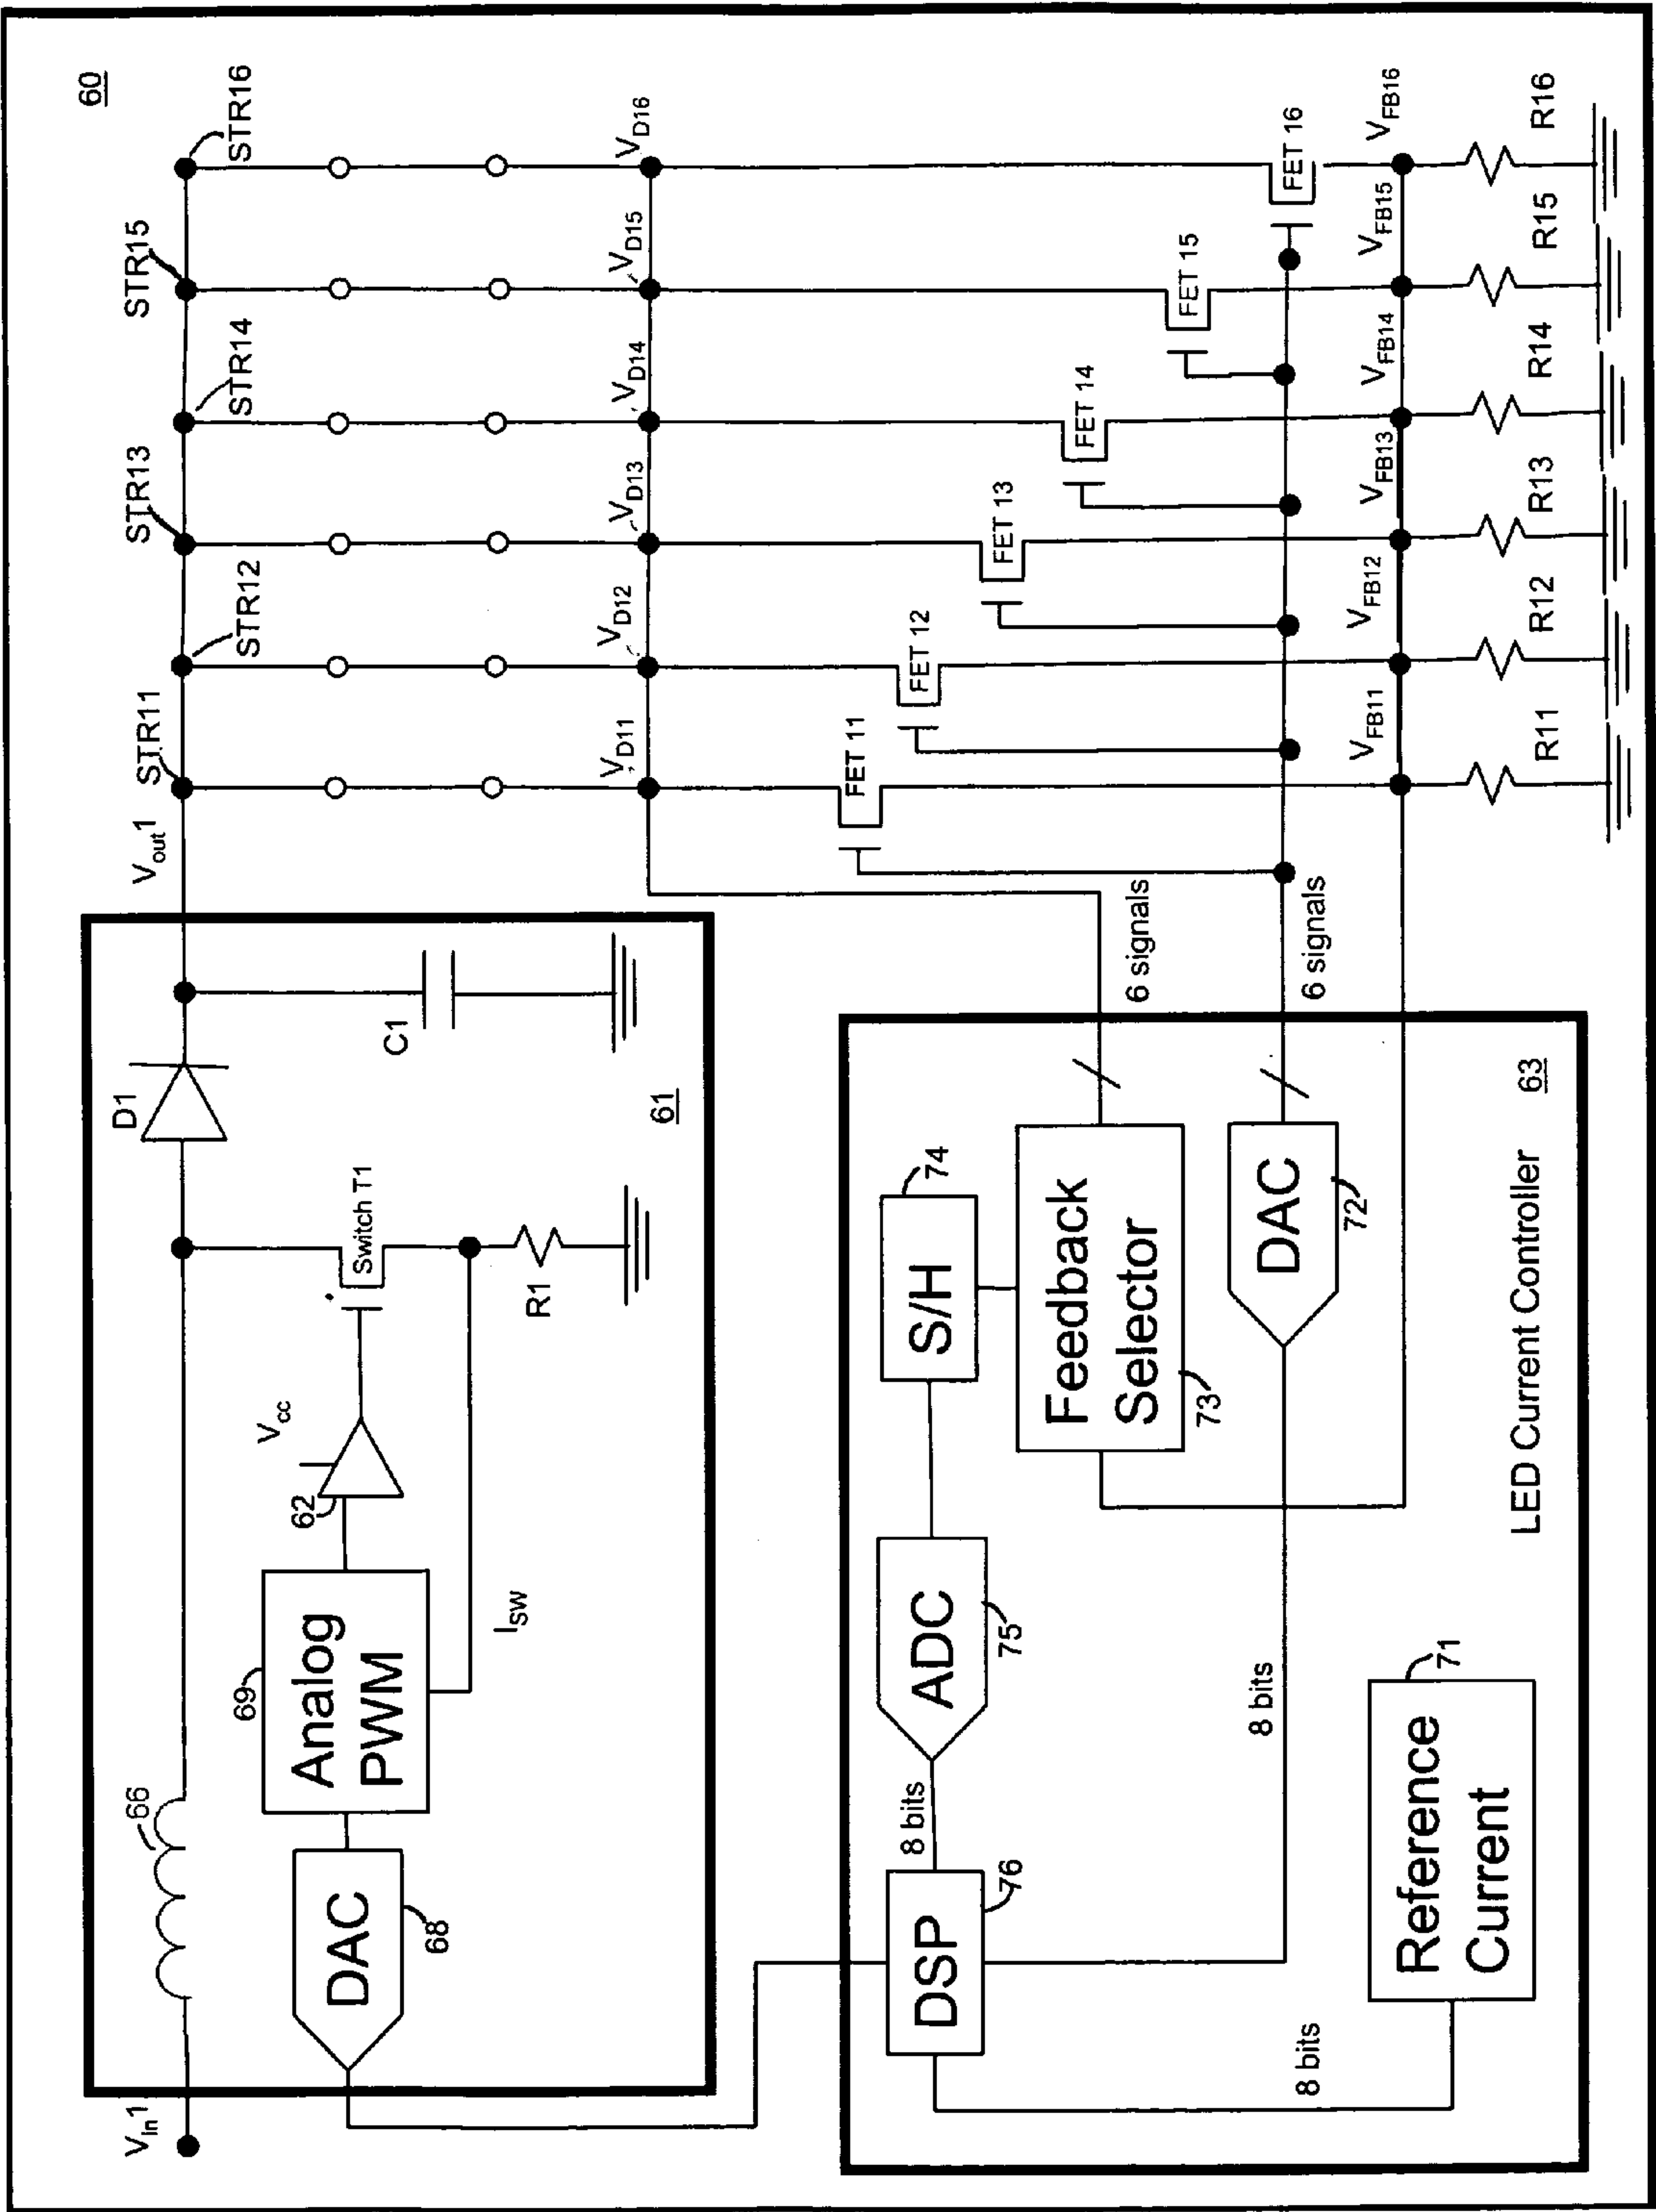 60
STR11
STR12
STR13
STR14
STR15
STR16
Vin1
66
D1
Vout1
C1
61
DAC
68
Analog
PWM
69
62
Vcc
ISW
Switch T1
R1
VD11
VD12
VD13
VD14
VD15
VD16
FET 11
FET 12
FET 13
FET 14
FET 15
FET 16
6 signals
6 signals
VFB11
VFB12
VFB13
VFB14
VFB15
VFB16
R11
R12
R13
R14
R15
R16
DSP
76
8 bits
ADC
75
S/H
74
Feedback
Selector
73
DAC
72
8 bits
8 bits
Reference
Current
71
LED Current Controller
63